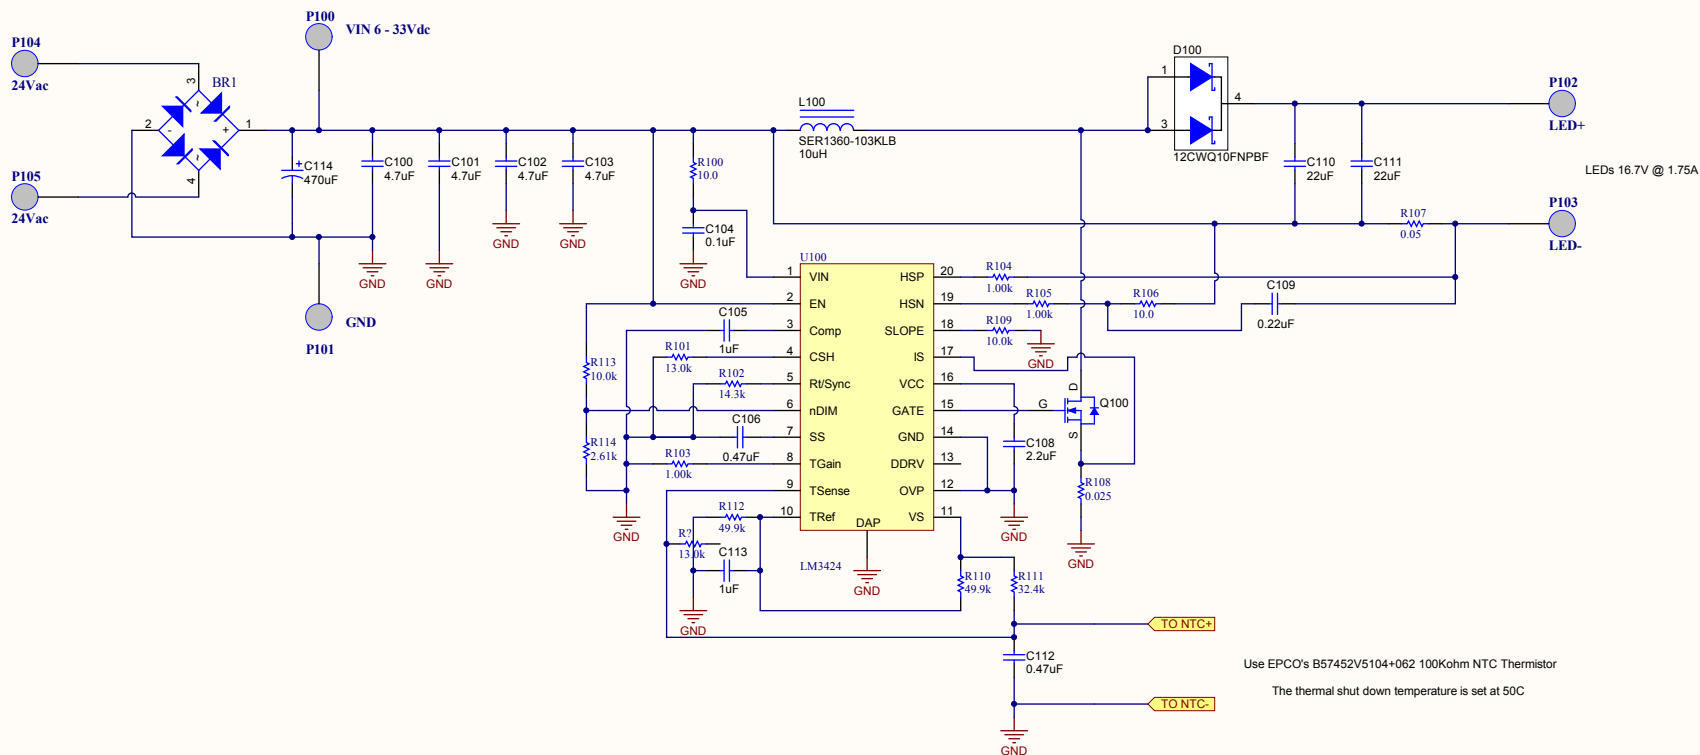 P100
VIN 6 - 33Vdc
P104
24Vac
3
~
BR1
2
-
+
1
~
4
P105
24Vac
+
C114
470uF
C100
4.7uF
C101
4.7uF
C102
4.7uF
C103
4.7uF
GND
GND
GND
GND
GND
P101
R100
10.0
C104
0.1uF
GND
L100
SER1360-103KLB
10uH
D100
1
3
4
12CWQ10FNPBF
P102
LED+
C110
22uF
C111
22uF
LEDs 16.7V @ 1.75A
R107
0.05
P103
LED-
U100
1 VIN
2 EN
3 Comp
4 CSH
5 Rt/Sync
6 nDIM
7 SS
8 TGain
9 TSense
10 TRef
HSP 20
HSN 19
SLOPE 18
IS 17
VCC 16
GATE 15
GND 14
DDRV 13
OVP 12
VS 11
DAP
LM3424
GND
C105
1uF
R101
13.0k
R102
14.3k
C106
0.47uF
R103
1.00k
R113
10.0k
R114
2.61k
GND
R112
49.9k
R?
13.0k
C113
1uF
GND
R104
1.00k
R105
1.00k
R106
10.0
C109
0.22uF
R109
10.0k
GND
D
G
S
Q100
C108
2.2uF
GND
R108
0.025
GND
R110
49.9k
R111
32.4k
TO NTC+
C112
0.47uF
TO NTC-
GND
Use EPCO's B57452V5104+062 100Kohm NTC Thermistor
The thermal shut down temperature is set at 50C